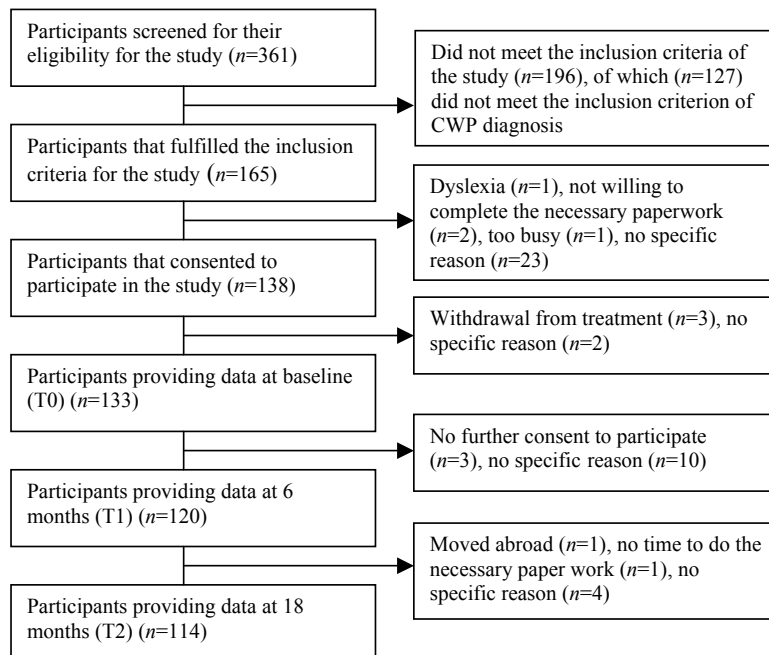 Participants screened for their
eligibility for the study (n=361)
Did not meet the inclusion criteria of
the study (n=196), of which (n=127)
did not meet the inclusion criterion of
CWP diagnosis
Participants that fulfilled the inclusion
criteria for the study (n=165)
Dyslexia (n=1), not willing to
complete the necessary paperwork
(n=2), too busy (n=1), no specific
reason (n=23)
Participants that consented to
participate in the study (n=138)
Withdrawal from treatment (n=3), no
specific reason (n=2)
Participants providing data at baseline
(T0) (n=133)
No further consent to participate
(n=3), no specific reason (n=10)
Participants providing data at 6
months (T1) (n=120)
Moved abroad (n=1), no time to do the
necessary paper work (n=1), no
specific reason (n=4)
Participants providing data at 18
months (T2) (n=114)